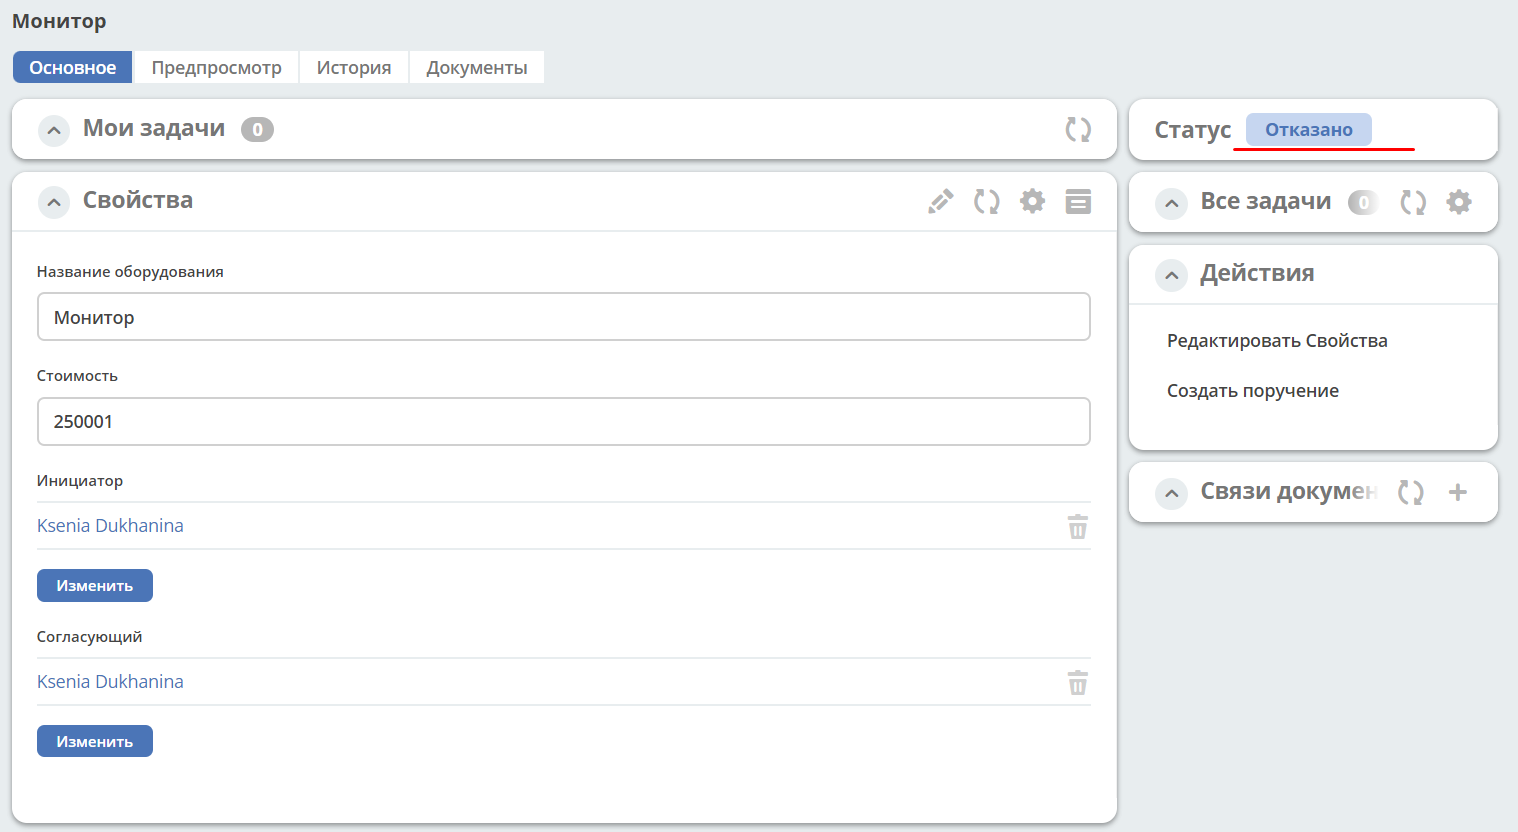 Монитор
Основное
Предпросмотр
История
Документы
Мои задачи 0
Свойства
Название оборудования
Монитор
Стоимость
250001
Инициатор
Ksenia Dukhanina
Изменить
Согласующий
Ksenia Dukhanina
Изменить
Статус Отказано
Все задачи 0
Действия
Редактировать Свойства
Создать поручение
Связи докумен